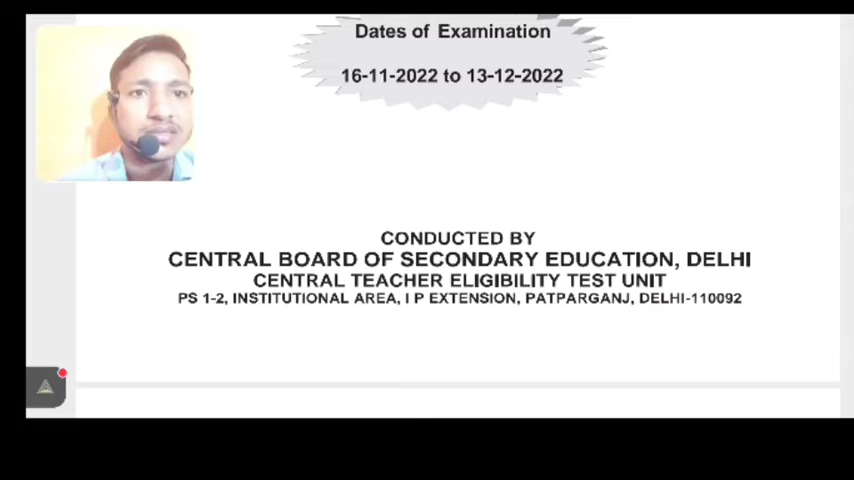 Dates of Examination
16-11-2022 to 13-12-2022
CONDUCTED BY
CENTRAL BOARD OF SECONDARY EDUCATION, DELHI
CENTRAL TEACHER ELIGIBILITY TEST UNIT
PS 1-2, INSTITUTIONAL AREA, I P EXTENSION, PATPARGANJ, DELHI-110092